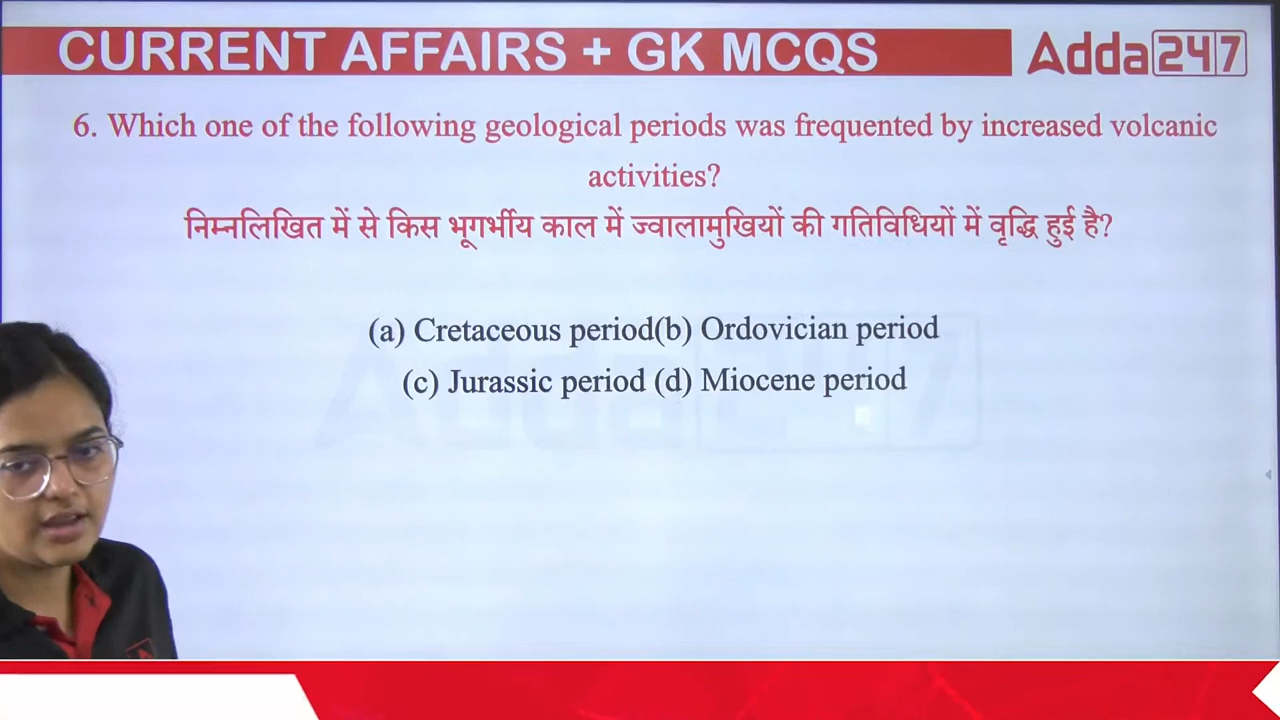 CURRENT AFFAIRS + GK MCQS
Adda247
6. Which one of the following geological periods was frequented by increased volcanic
activities?
निम्नलिखित में से किस भूगर्भीय काल में ज्वालामुखियों की गतिविधियों में वृद्धि हुई है?
(a) Cretaceous period(b) Ordovician period
(c) Jurassic period (d) Miocene period
Adda247